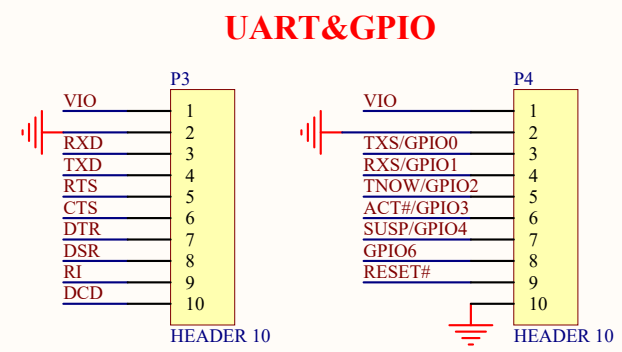 UART&GPIO
P3
VIO
1
2
RXD
3
TXD
4
RTS
5
CTS
6
DTR
7
DSR
8
RI
9
DCD
10
HEADER 10
P4
VIO
1
2
TXS/GPIO0
3
RXS/GPIO1
4
TNOW/GPIO2
5
ACT#/GPIO3
6
SUSP/GPIO4
7
GPIO6
8
RESET#
9
10
HEADER 10